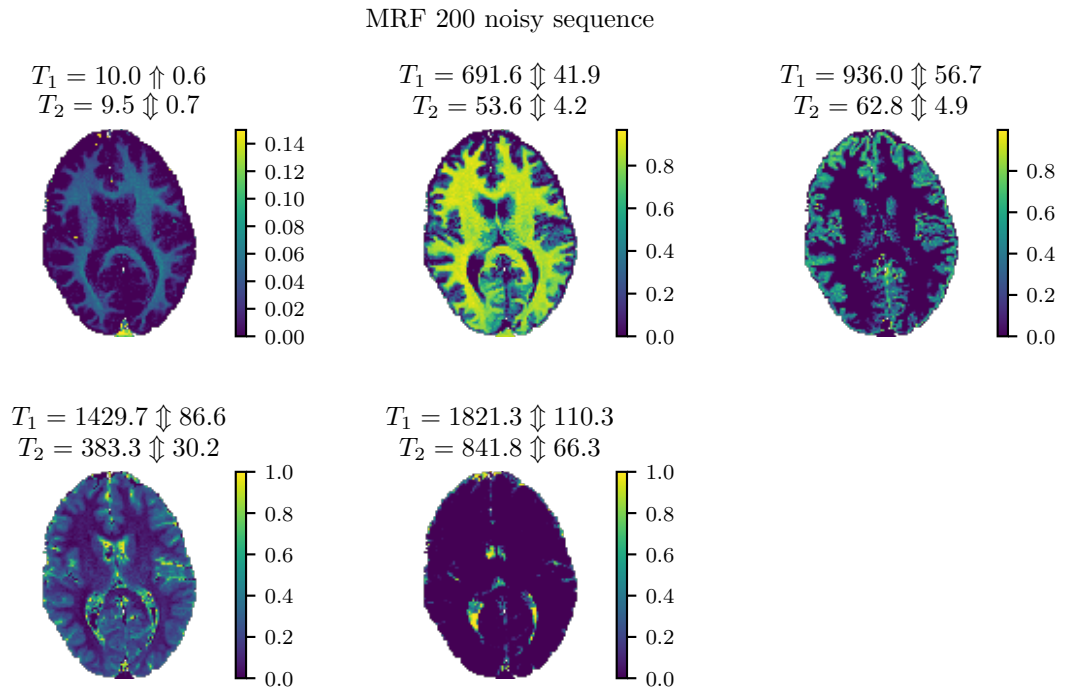 MRF 200 noisy sequence
T₁ = 10.0 ⇑ 0.6
T₂ = 9.5 ⇕ 0.7
0.14
0.12
0.10
0.08
0.06
0.04
0.02
0.00
T₁ = 691.6 ⇕ 41.9
T₂ = 53.6 ⇕ 4.2
0.8
0.6
0.4
0.2
0.0
T₁ = 936.0 ⇕ 56.7
T₂ = 62.8 ⇕ 4.9
0.8
0.6
0.4
0.2
0.0
T₁ = 1429.7 ⇕ 86.6
T₂ = 383.3 ⇕ 30.2
1.0
0.8
0.6
0.4
0.2
0.0
T₁ = 1821.3 ⇕ 110.3
T₂ = 841.8 ⇕ 66.3
1.0
0.8
0.6
0.4
0.2
0.0